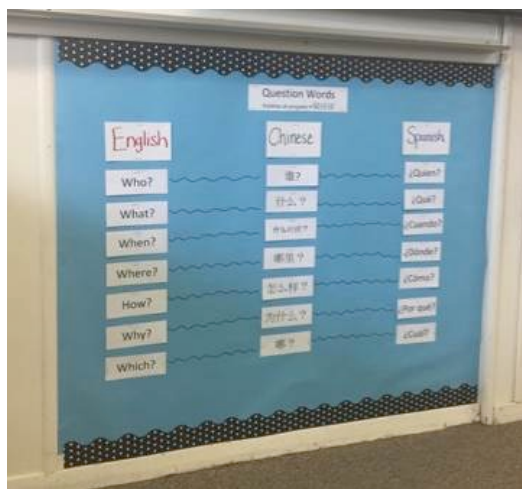 Question Words
English Chinese Spanish
Who? 谁? ¿Quien?
What? 什么? ¿Qué?
When? 什么时候? ¿Cuando?
Where? 哪里? ¿Dónde?
How? 怎么样? ¿Cómo?
Why? 为什么? ¿Por qué?
Which? 哪? ¿Cuál?